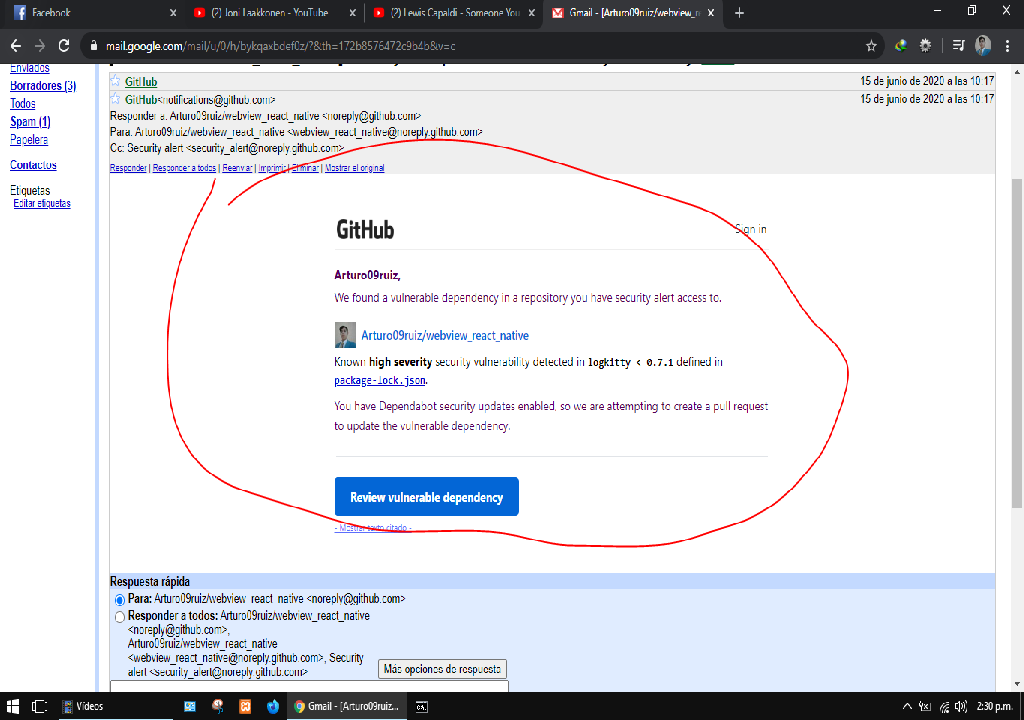 Facebook
(2) Joni Laakkonen - YouTube
(2) Lewis Capaldi - Someone You
Gmail - [Arturo09ruiz/webview_r
mail.google.com/mail/u/0/h/bykqaxbdef0z/?&th=172b8576472c9b4b&v=c
Enviados
Borradores (3)
Todos
Spam (1)
Papelera
Contactos
Etiquetas
Editar etiquetas
GitHub
15 de junio de 2020 a las 10:17
GitHub<notifications@github.com>
15 de junio de 2020 a las 10:17
Responder a: Arturo09ruiz/webview_react_native <noreply@github.com>
Para: Arturo09ruiz/webview_react_native <webview_react_native@noreply.github.com>
Cc: Security alert <security_alert@noreply.github.com>
Responder | Responder a todos | Reenviar | Imprimir | Eliminar | Mostrar el original
GitHub
Sign in
Arturo09ruiz,
We found a vulnerable dependency in a repository you have security alert access to.
Arturo09ruiz/webview_react_native
Known high severity security vulnerability detected in logkitty < 0.7.1 defined in
package-lock.json.
You have Dependabot security updates enabled, so we are attempting to create a pull request
to update the vulnerable dependency.
Review vulnerable dependency
- Mostrar texto citado -
Respuesta rápida
Para: Arturo09ruiz/webview_react_native <noreply@github.com>
Responder a todos: Arturo09ruiz/webview_react_native
<noreply@github.com>,
Arturo09ruiz/webview_react_native
<webview_react_native@noreply.github.com>, Security
alert <security_alert@noreply.github.com>
Más opciones de respuesta
Vídeos
Gmail - [Arturo09ruiz...
2:30 p.m.